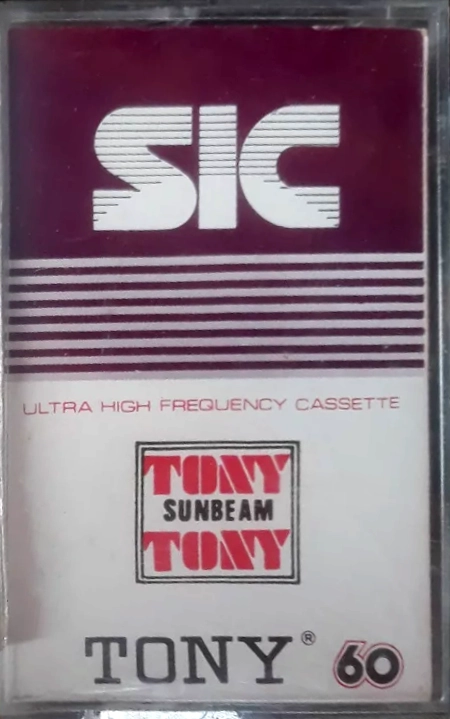 SIC
ULTRA HIGH FREQUENCY CASSETTE
TONY
SUNBEAM
TONY
TONY® 60